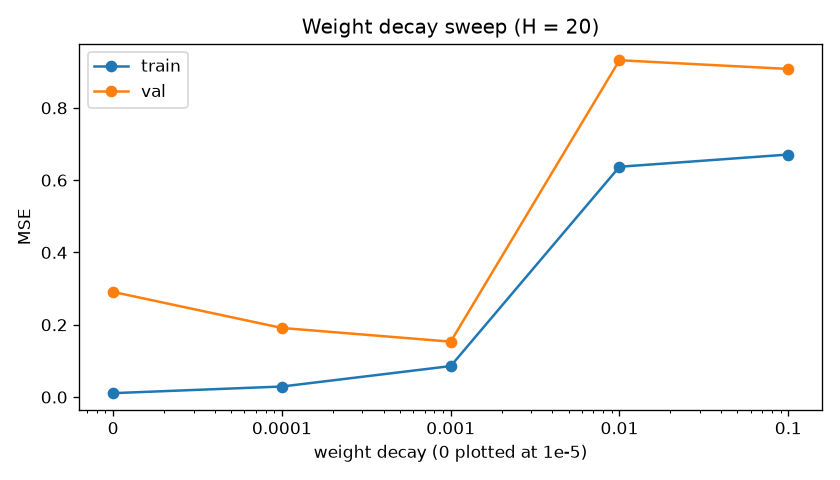 Weight decay sweep (H = 20)
train
val
MSE
0.8
0.6
0.4
0.2
0.0
0
0.0001
0.001
0.01
0.1
weight decay (0 plotted at 1e-5)